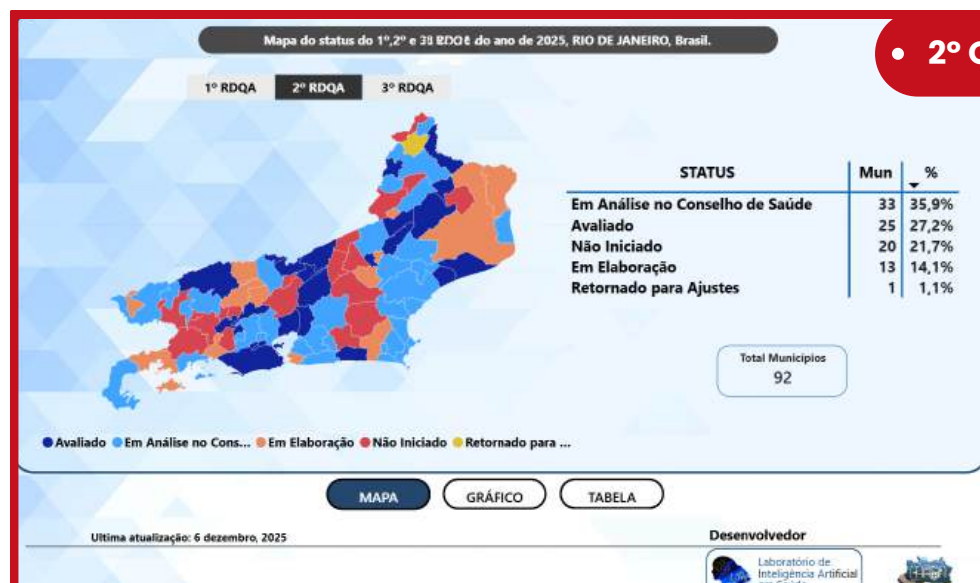 Mapa do status do 1º,2º e do ano de 2025, RIO DE JANEIRO, Brasil.
• 2º
1º RDQA 2º RDQA 3º RDQA
STATUS Mun %
Em Análise no Conselho de Saúde 33 35,9%
Avaliado 25 27,2%
Não Iniciado 20 21,7%
Em Elaboração 13 14,1%
Retornado para Ajustes 1 1,1%
Total Municípios
92
Avaliado Em Análise no Cons... Em Elaboração Não Iniciado Retornado para ...
MAPA GRÁFICO TABELA
Ultima atualização: 6 dezembro, 2025
Desenvolvedor
Laboratório de
Inteligência Artificial